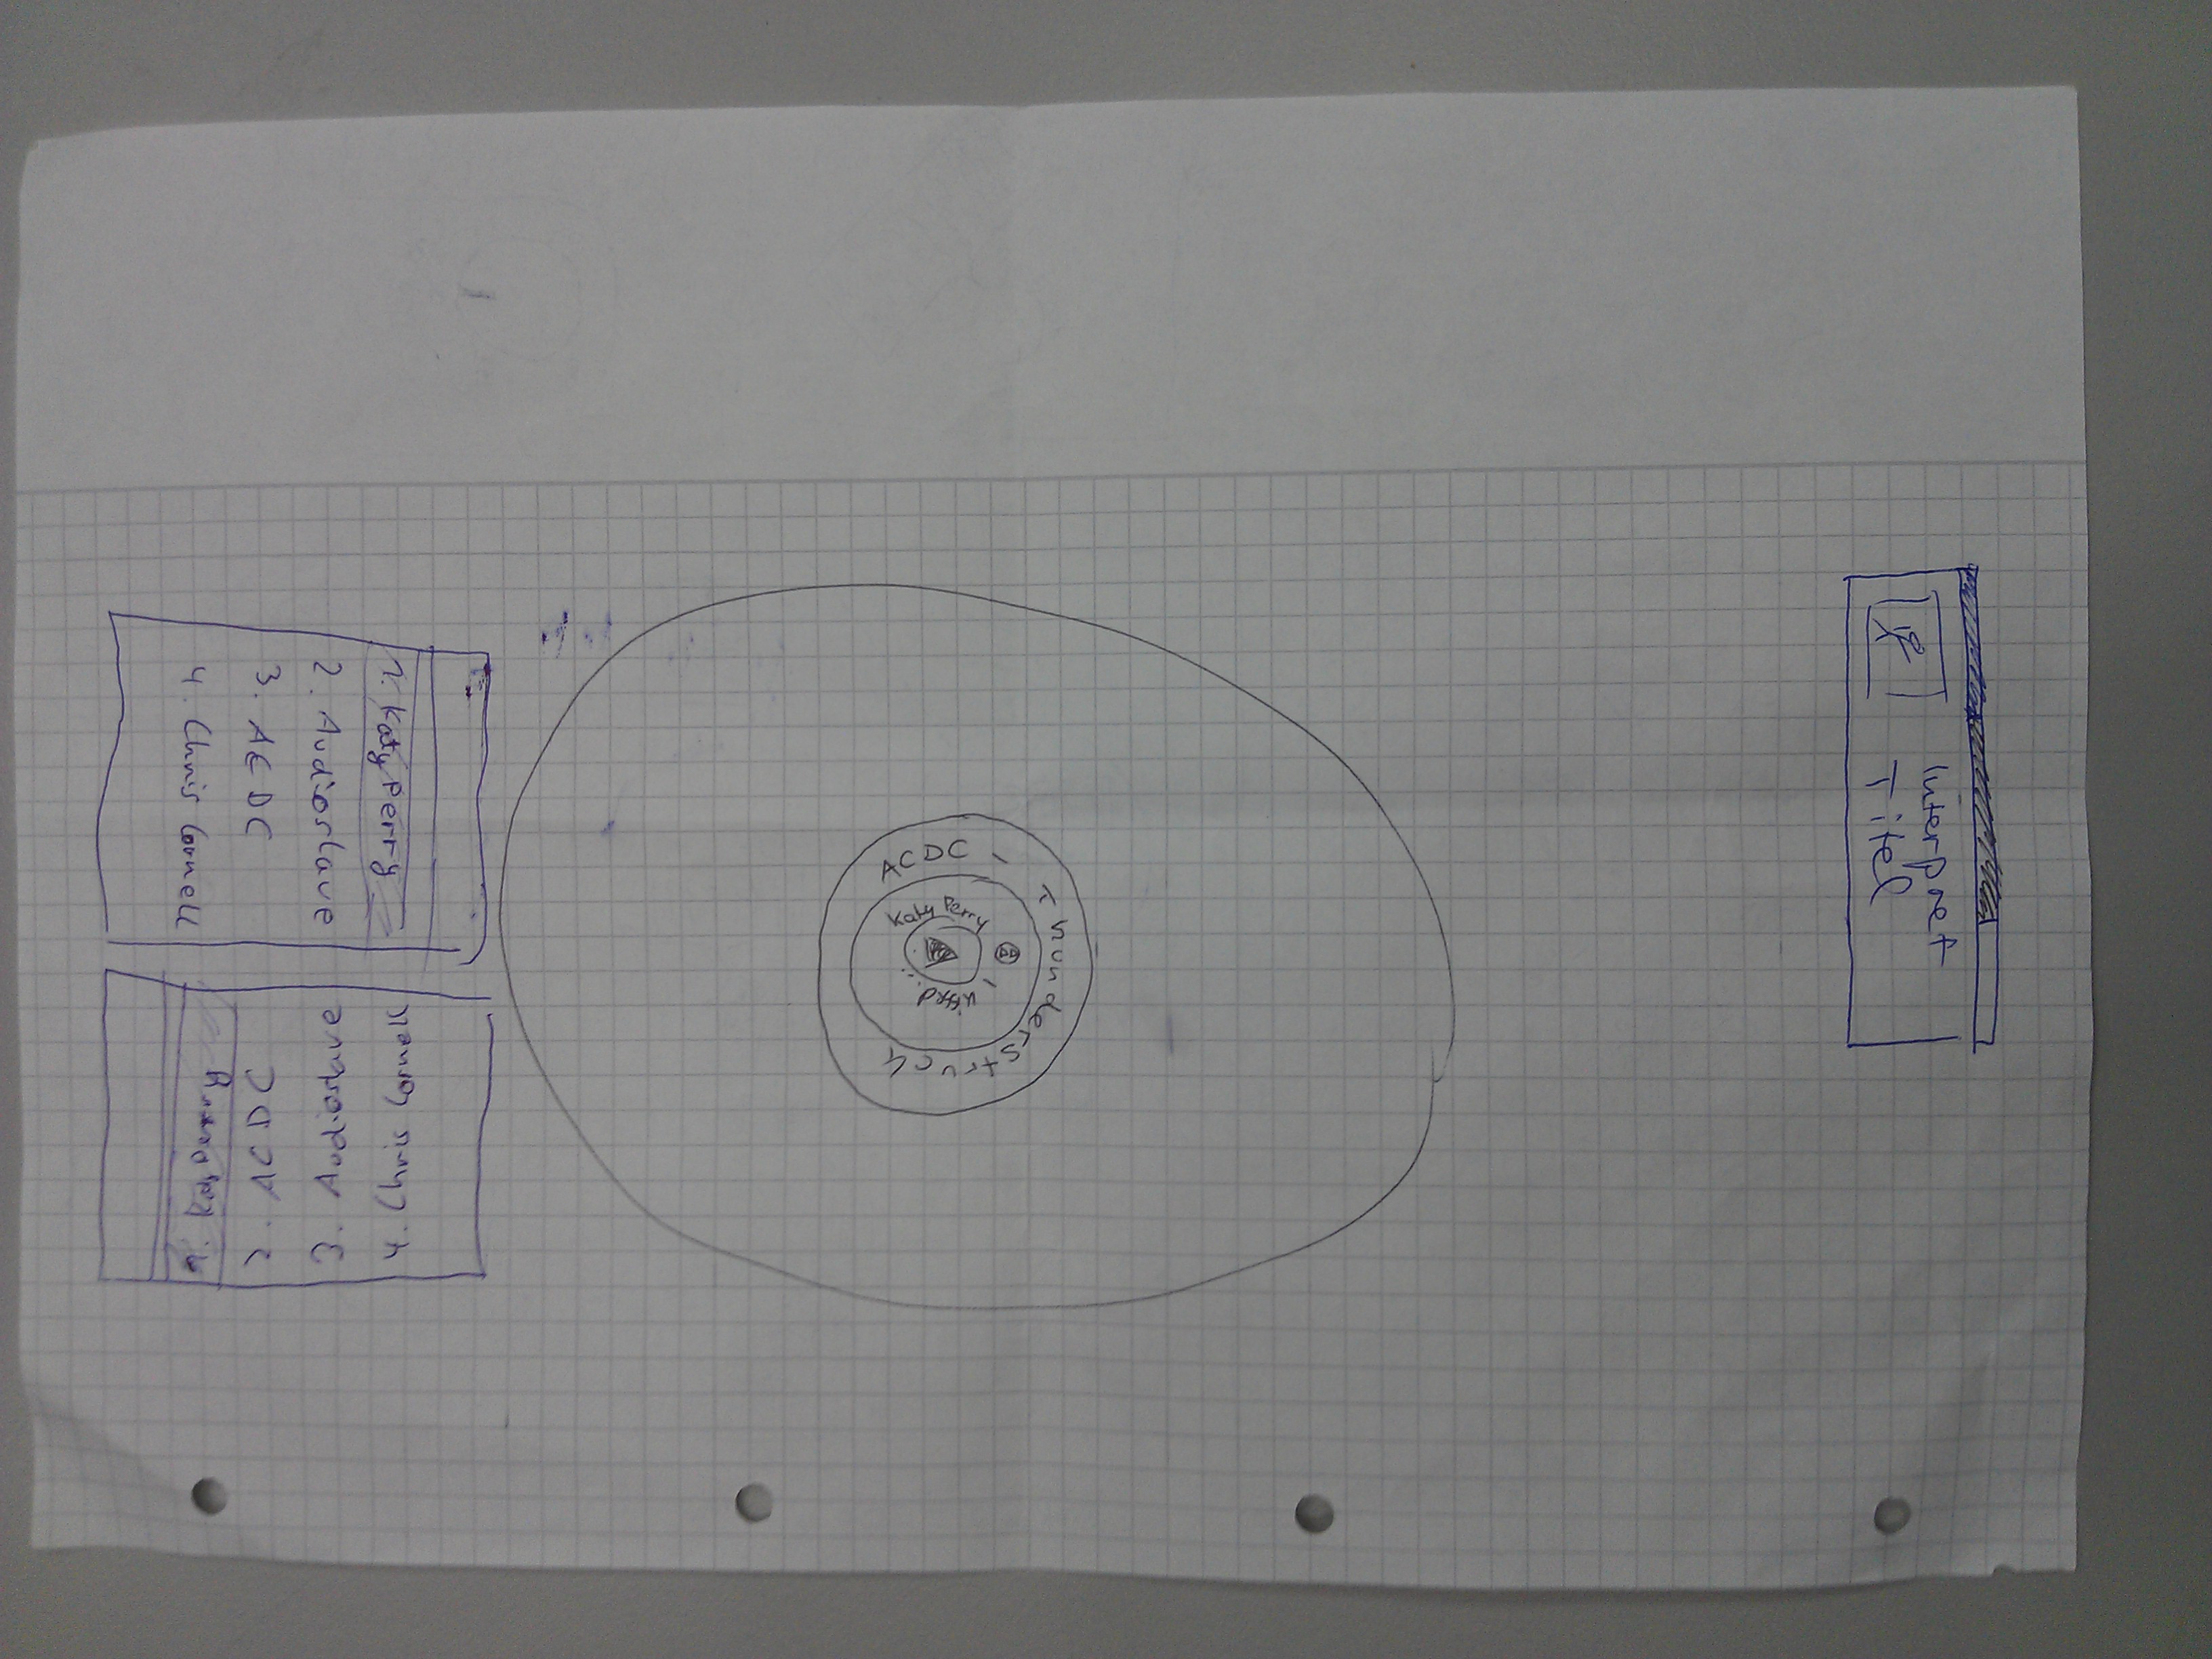 Interpret
Titel
ACDC - Thunderstruck
Katy Perry -
1. Katy Perry
2. Audioslave
3. ACDC
4. Chris Cornell
1. Katy Perry
2. ACDC
3. Audioslave
4. Chris Cornell